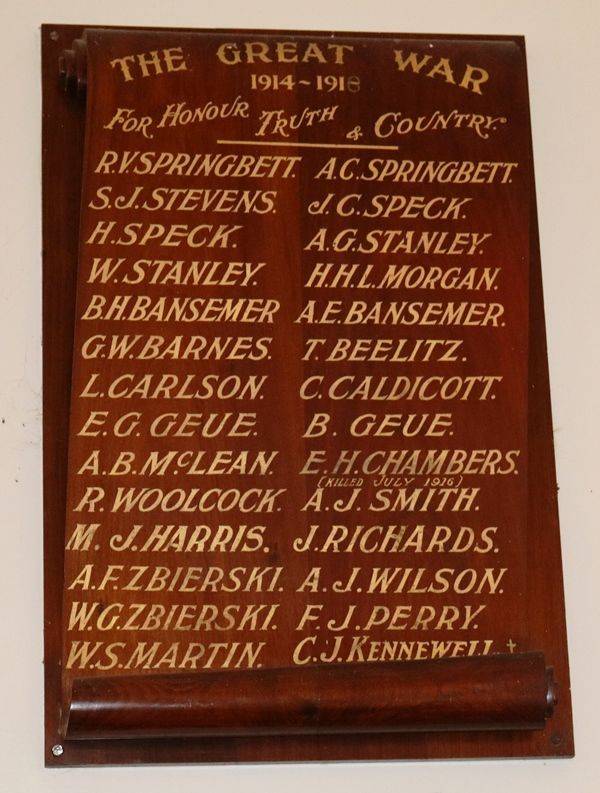 THE GREAT WAR
1914~1918
FOR HONOUR TRUTH & COUNTRY.
R.V.SPRINGBETT. A.C.SPRINGBETT.
S.J.STEVENS. J.C.SPECK.
H.SPECK. A.G.STANLEY.
W.STANLEY. H.H.L.MORGAN.
B.H.BANSEMER A.E.BANSEMER.
G.W.BARNES. T.BEELITZ.
L.CARLSON. C.CALDICOTT.
E.G.GEUE. B.GEUE.
A.B.McLEAN. E.H.CHAMBERS.
(KILLED JULY 1916)
R.WOOLCOCK. A.J.SMITH.
M.J.HARRIS. J.RICHARDS.
A.F.ZBIERSKI. A.J.WILSON.
W.G.ZBIERSKI. F.J.PERRY.
W.S.MARTIN. C.J.KENNEWELL †